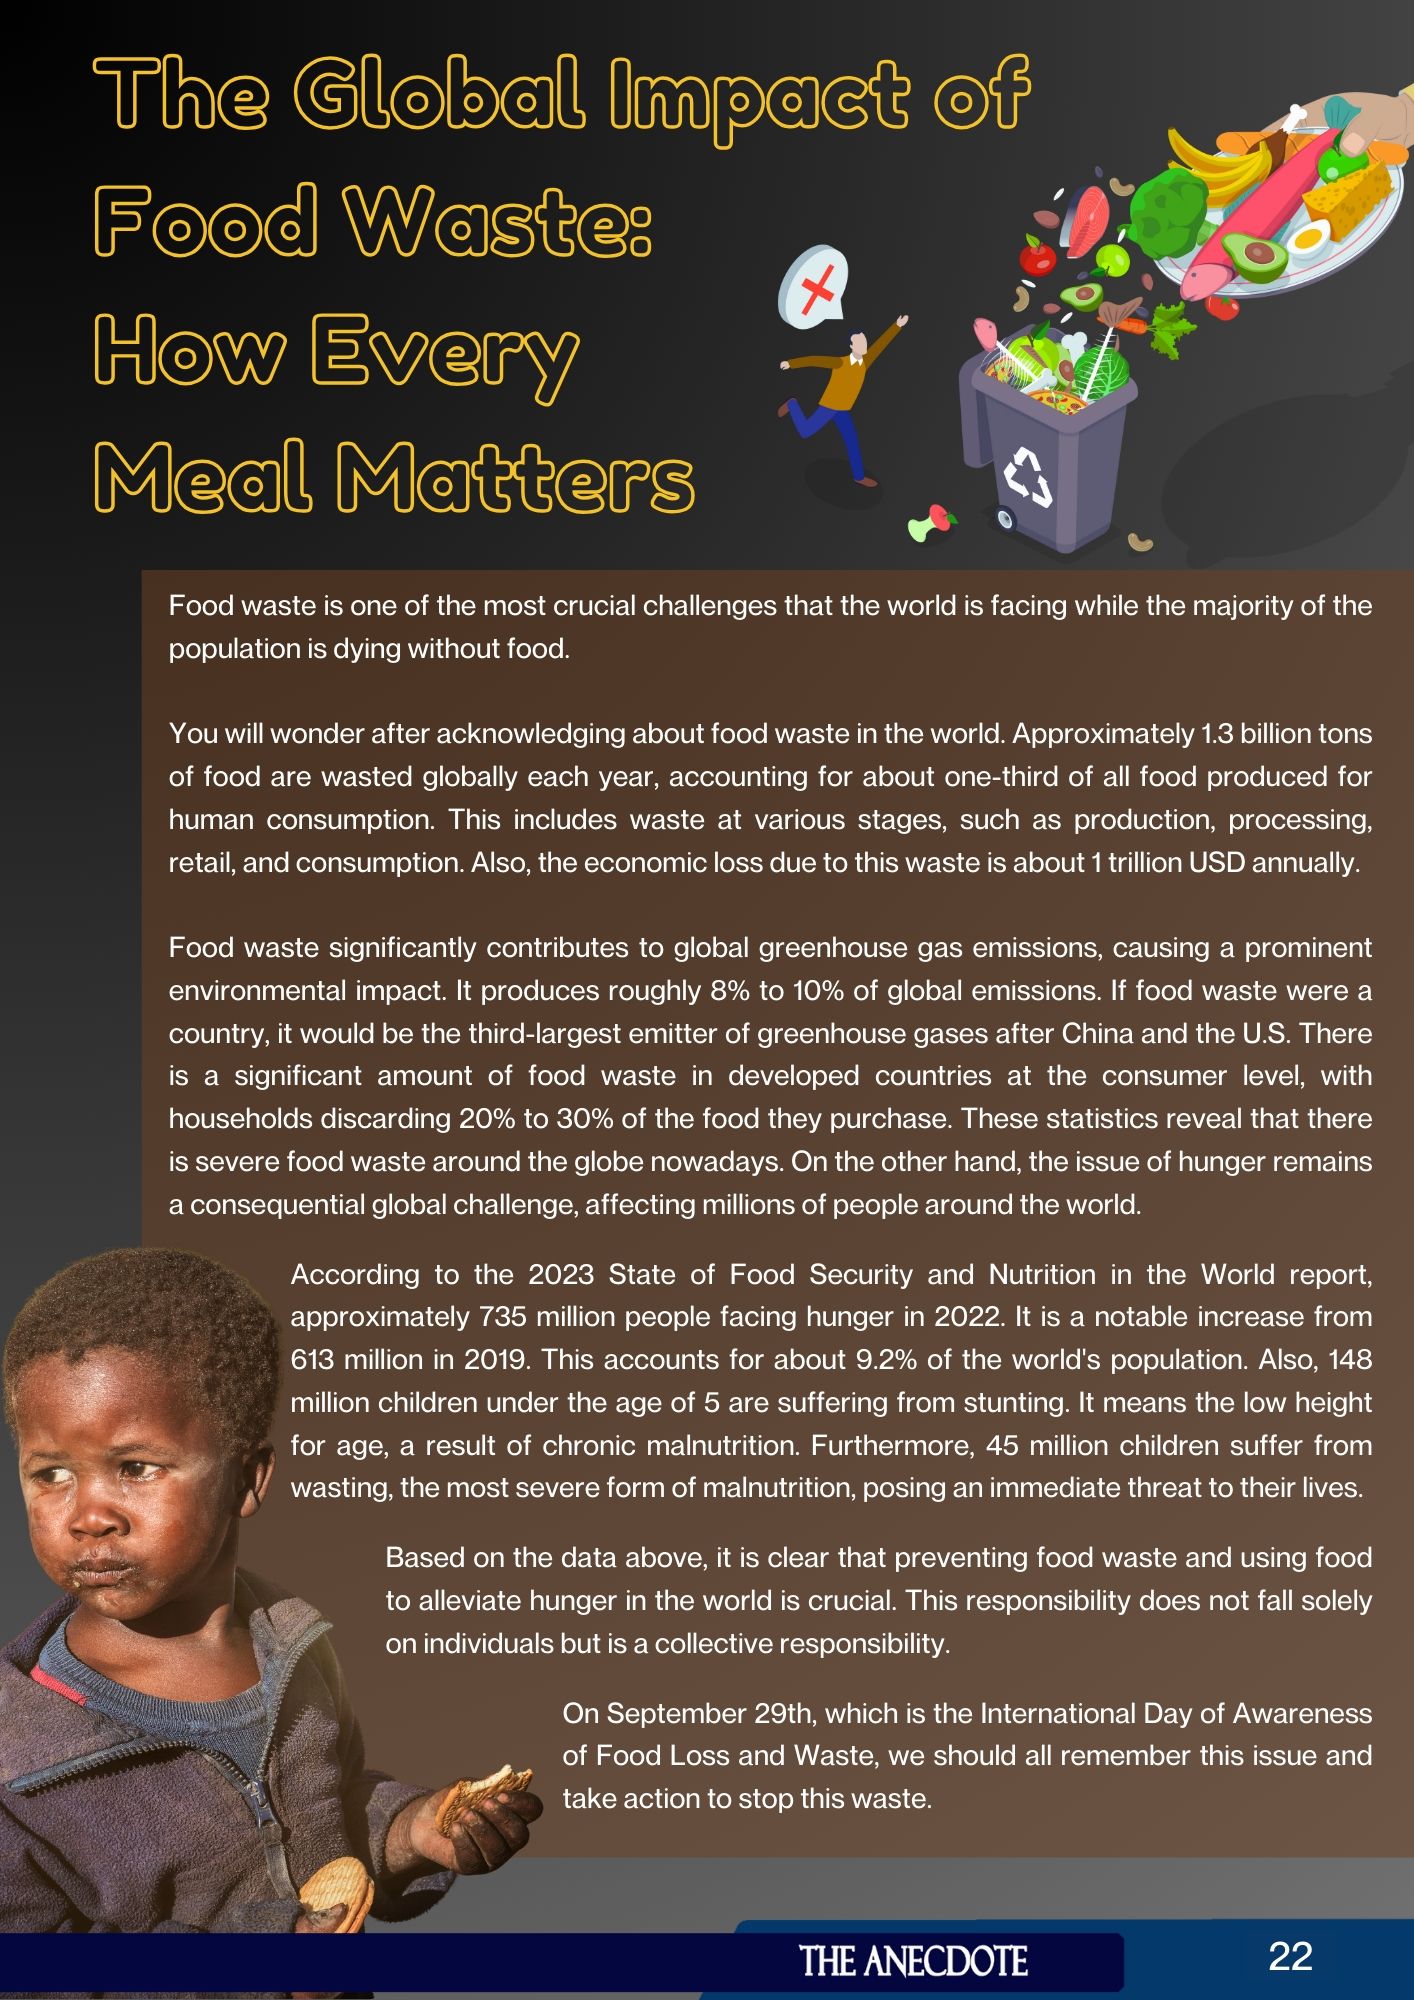 The Global Impact of
Food Waste:
How Every
Meal Matters
Food waste is one of the most crucial challenges that the world is facing while the majority of the
population is dying without food.
You will wonder after acknowledging about food waste in the world. Approximately 1.3 billion tons
of food are wasted globally each year, accounting for about one-third of all food produced for
human consumption. This includes waste at various stages, such as production, processing,
retail, and consumption. Also, the economic loss due to this waste is about 1 trillion USD annually.
Food waste significantly contributes to global greenhouse gas emissions, causing a prominent
environmental impact. It produces roughly 8% to 10% of global emissions. If food waste were a
country, it would be the third-largest emitter of greenhouse gases after China and the U.S. There
is a significant amount of food waste in developed countries at the consumer level, with
households discarding 20% to 30% of the food they purchase. These statistics reveal that there
is severe food waste around the globe nowadays. On the other hand, the issue of hunger remains
a consequential global challenge, affecting millions of people around the world.
According to the 2023 State of Food Security and Nutrition in the World report,
approximately 735 million people facing hunger in 2022. It is a notable increase from
613 million in 2019. This accounts for about 9.2% of the world's population. Also, 148
million children under the age of 5 are suffering from stunting. It means the low height
for age, a result of chronic malnutrition. Furthermore, 45 million children suffer from
wasting, the most severe form of malnutrition, posing an immediate threat to their lives.
Based on the data above, it is clear that preventing food waste and using food
to alleviate hunger in the world is crucial. This responsibility does not fall solely
on individuals but is a collective responsibility.
On September 29th, which is the International Day of Awareness
of Food Loss and Waste, we should all remember this issue and
take action to stop this waste.
THE ANECDOTE
22